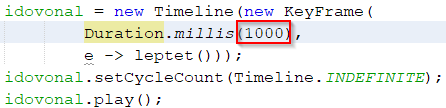 idovonal = new Timeline(new KeyFrame(
Duration.millis(1000),
e -> leptet()));
idovonal.setCycleCount(Timeline.INDEFINITE);
idovonal.play();